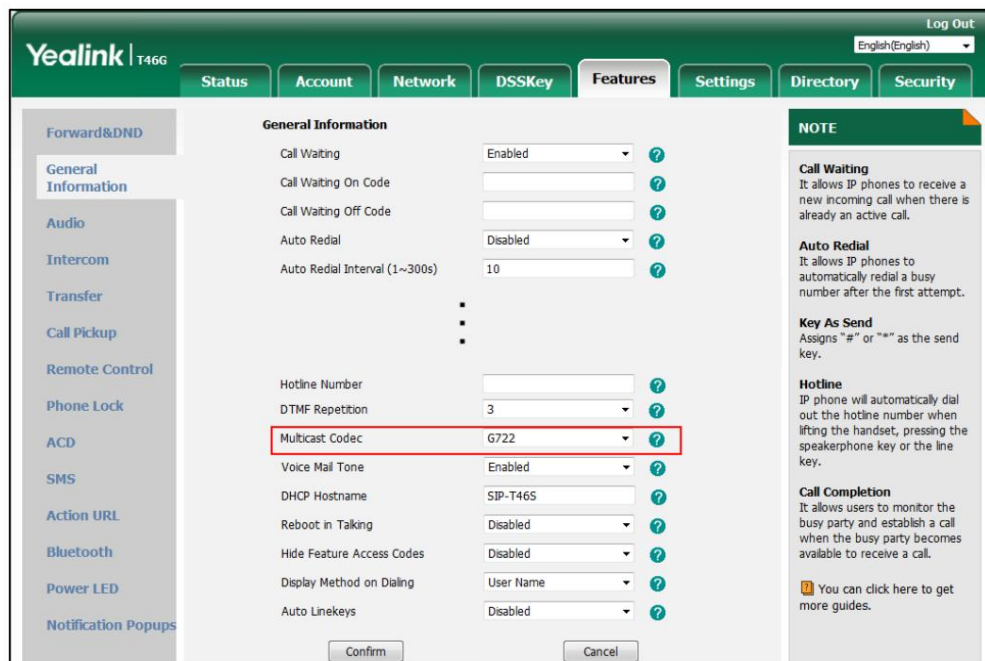 Log Out
Yealink | T46G
English(English)
Status Account Network DSSKey Features Settings Directory Security
Forward&DND
General
Information
Audio
Intercom
Transfer
Call Pickup
Remote Control
Phone Lock
ACD
SMS
Action URL
Bluetooth
Power LED
Notification Popups
General Information
Call Waiting Enabled ?
Call Waiting On Code ?
Call Waiting Off Code ?
Auto Redial Disabled ?
Auto Redial Interval (1~300s) 10 ?
Hotline Number ?
DTMF Repetition 3 ?
Multicast Codec G722 ?
Voice Mail Tone Enabled ?
DHCP Hostname SIP-T46S ?
Reboot in Talking Disabled ?
Hide Feature Access Codes Disabled ?
Display Method on Dialing User Name ?
Auto Linekeys Disabled ?
Confirm Cancel
NOTE
Call Waiting
It allows IP phones to receive a
new incoming call when there is
already an active call.
Auto Redial
It allows IP phones to
automatically redial a busy
number after the first attempt.
Key As Send
Assigns "#" or "*" as the send
key.
Hotline
IP phone will automatically dial
out the hotline number when
lifting the handset, pressing the
speakerphone key or the line
key.
Call Completion
It allows users to monitor the
busy party and establish a call
when the busy party becomes
available to receive a call.
? You can click here to get
more guides.